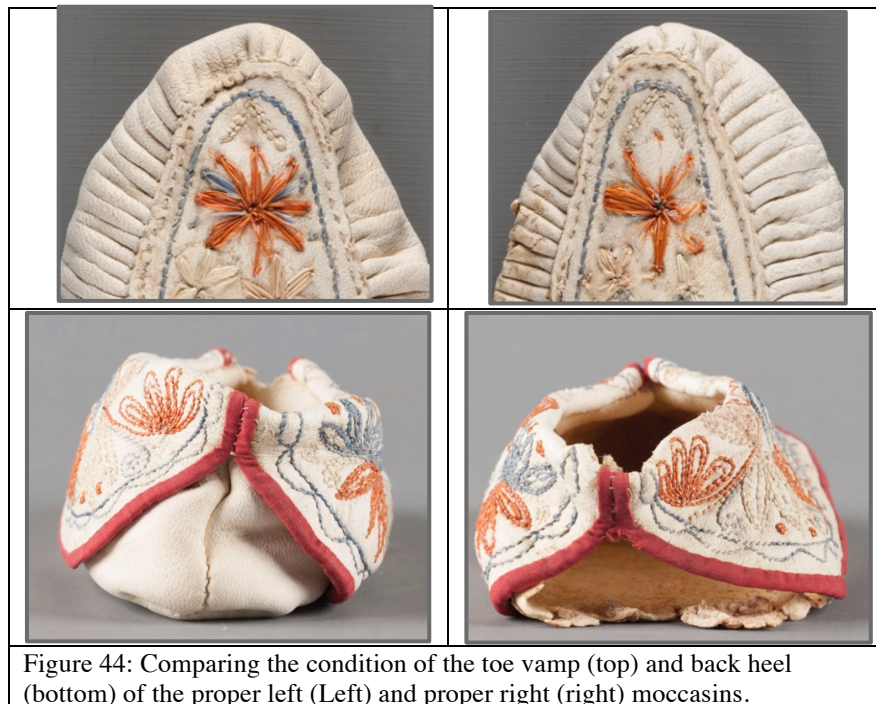 Figure 44: Comparing the condition of the toe vamp (top) and back heel
(bottom) of the proper left (Left) and proper right (right) moccasins.